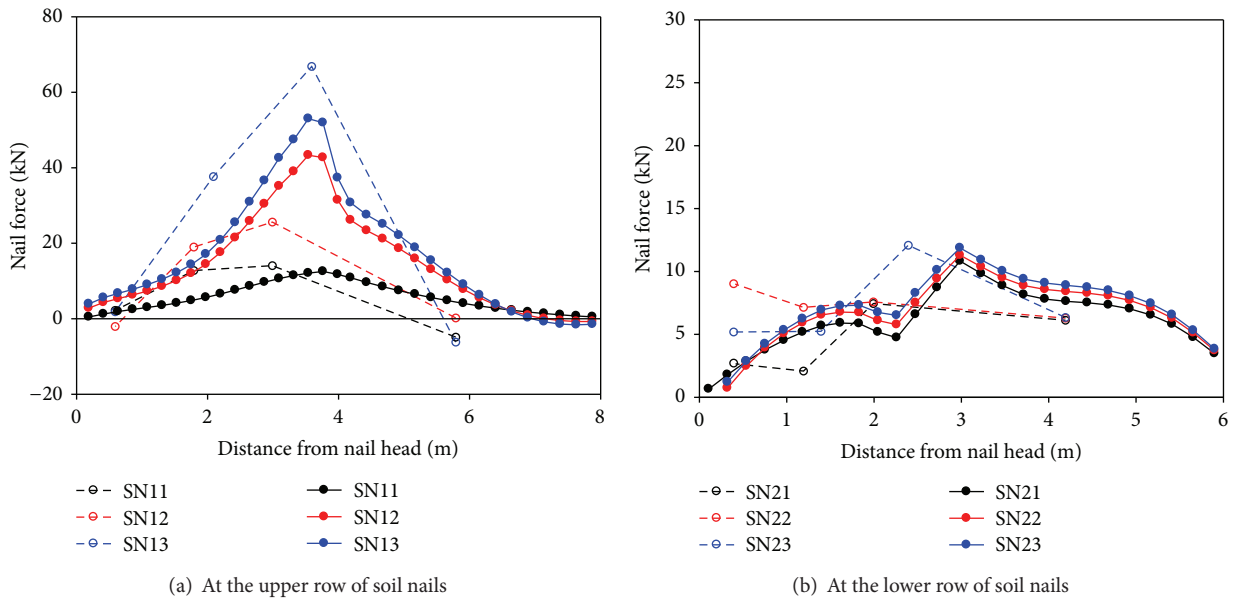 80
60
40
20
0
−20
Nail force (kN)
0 2 4 6 8
Distance from nail head (m)
SN11 SN11
SN12 SN12
SN13 SN13
(a) At the upper row of soil nails
30
25
20
15
10
5
0
Nail force (kN)
0 1 2 3 4 5 6
Distance from nail head (m)
SN21 SN21
SN22 SN22
SN23 SN23
(b) At the lower row of soil nails